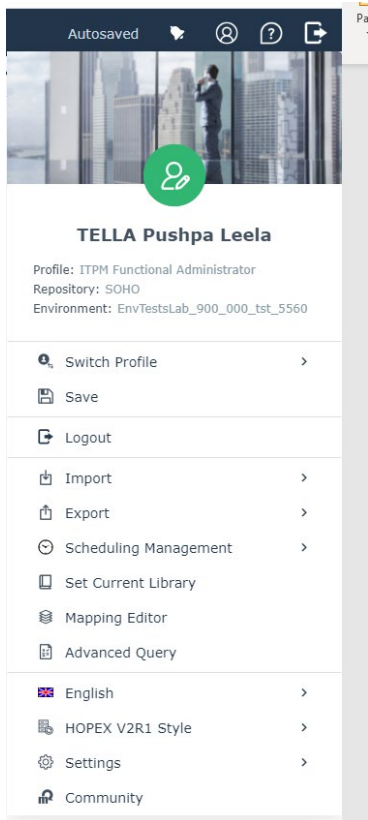 Autosaved
Pa
TELLA Pushpa Leela
Profile: ITPM Functional Administrator
Repository: SOHO
Environment: EnvTestsLab_900_000_tst_5560
Switch Profile
Save
Logout
Import
Export
Scheduling Management
Set Current Library
Mapping Editor
Advanced Query
English
HOPEX V2R1 Style
Settings
Community